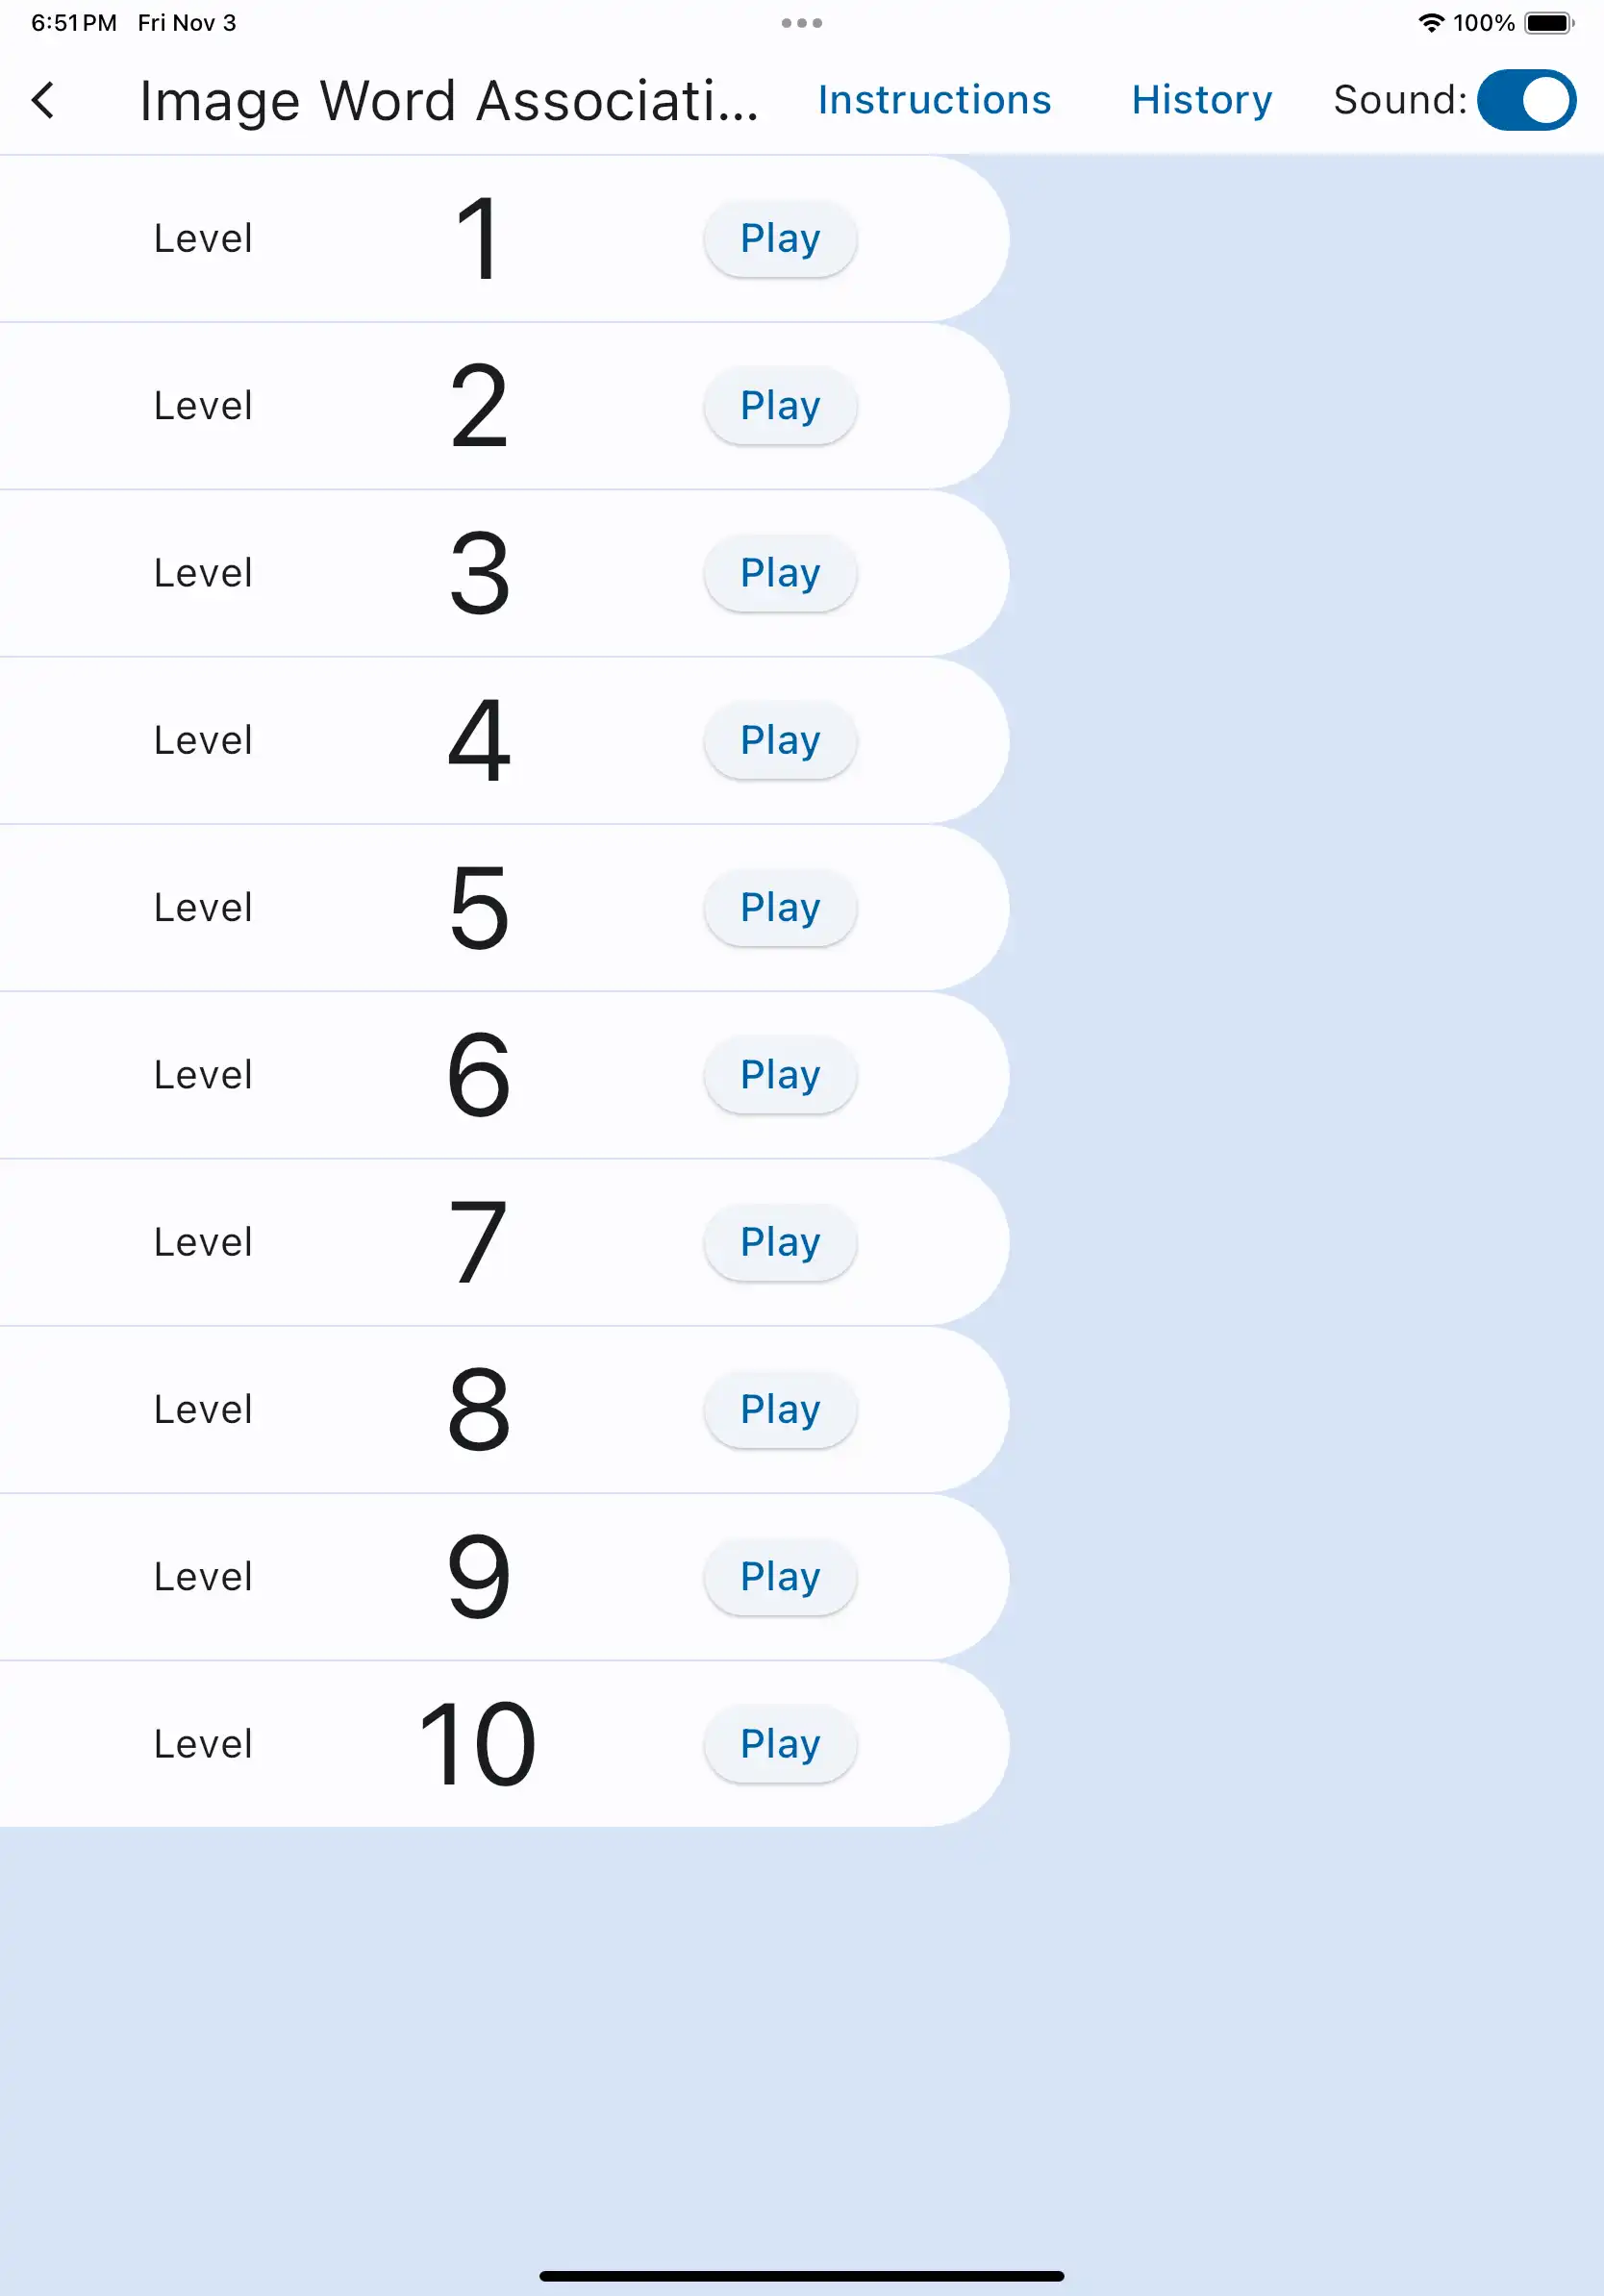 6:51 PM Fri Nov 3 100%
Image Word Associati... Instructions History Sound:
Level 1 Play
Level 2 Play
Level 3 Play
Level 4 Play
Level 5 Play
Level 6 Play
Level 7 Play
Level 8 Play
Level 9 Play
Level 10 Play